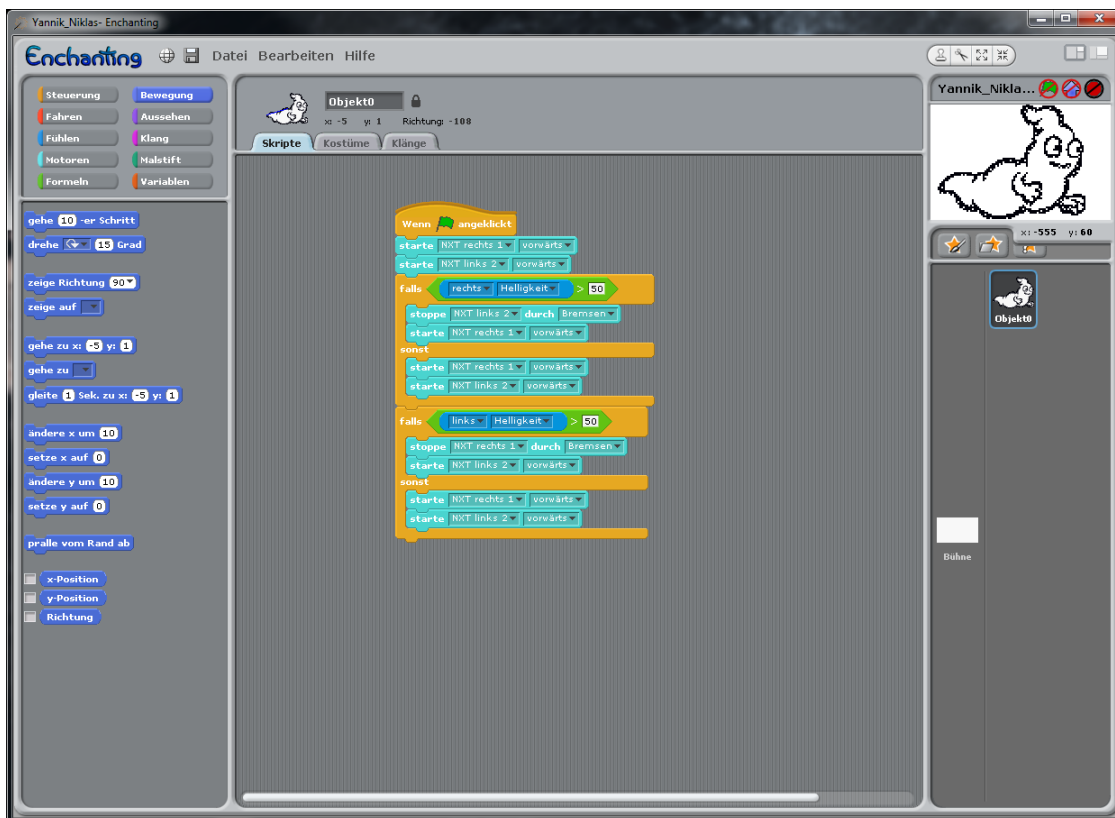 Yannik_Niklas- Enchanting
Enchanting Datei Bearbeiten Hilfe
Steuerung Bewegung
Fahren Aussehen
Fühlen Klang
Motoren Malstift
Formeln Variablen
gehe 10 -er Schritt
drehe 15 Grad
zeige Richtung 90
zeige auf
gehe zu x: -5 y: 1
gehe zu
gleite 1 Sek. zu x: -5 y: 1
ändere x um 10
setze x auf 0
ändere y um 10
setze y auf 0
pralle vom Rand ab
x-Position
y-Position
Richtung
Objekt0
x: -5 y: 1 Richtung: -108
Skripte Kostüme Klänge
Wenn angeklickt
starte NXT rechts 1 vorwärts
starte NXT links 2 vorwärts
falls rechts Helligkeit > 50
stoppe NXT links 2 durch Bremsen
starte NXT rechts 1 vorwärts
sonst
starte NXT rechts 1 vorwärts
starte NXT links 2 vorwärts
falls links Helligkeit > 50
stoppe NXT rechts 1 durch Bremsen
starte NXT links 2 vorwärts
sonst
starte NXT rechts 1 vorwärts
starte NXT links 2 vorwärts
Yannik_Nikla...
x: -555 y: 60
Objekt0
Bühne